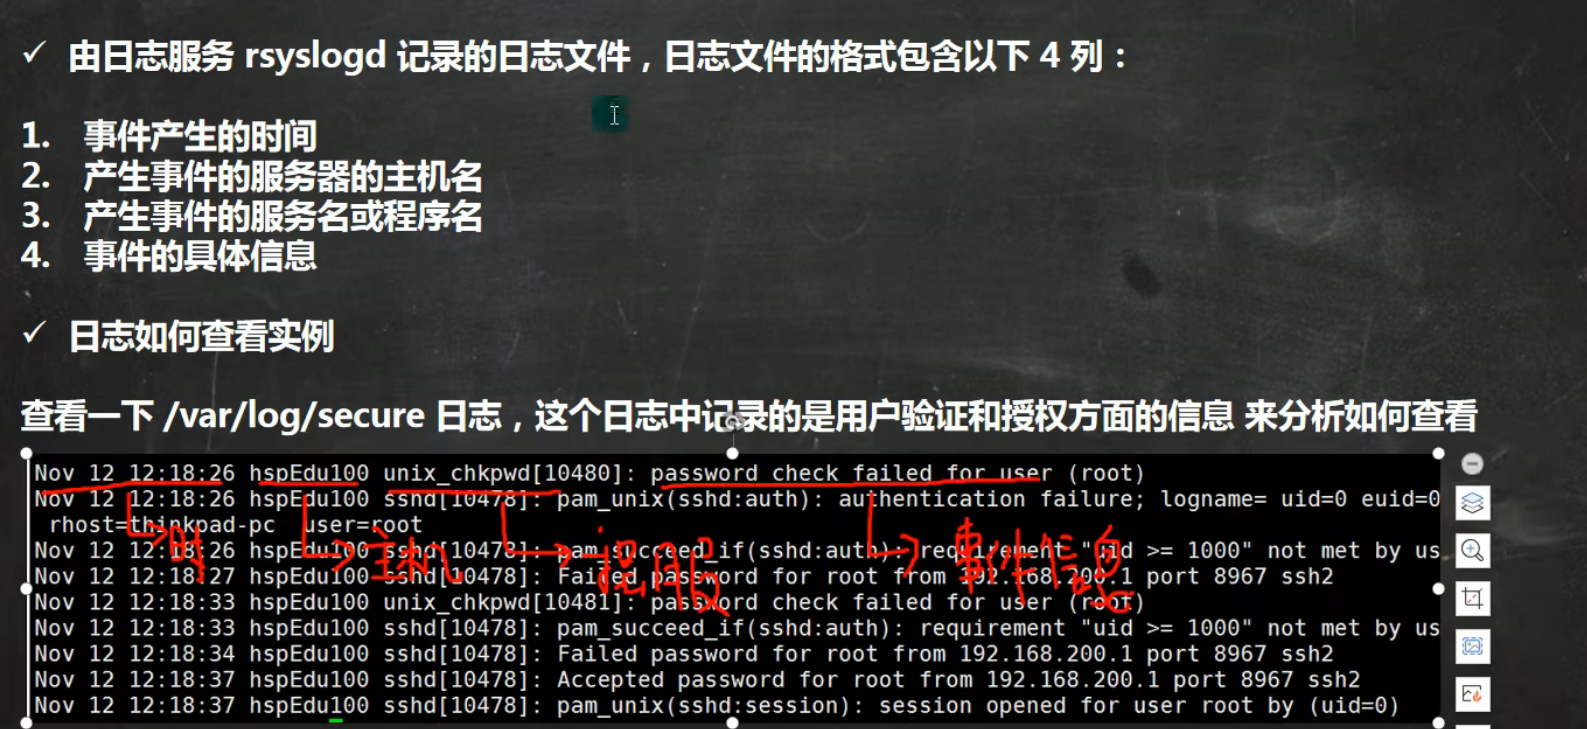 ✓ 由日志服务 rsyslogd 记录的日志文件，日志文件的格式包含以下 4 列：
1. 事件产生的时间
2. 产生事件的服务器的主机名
3. 产生事件的服务名或程序名
4. 事件的具体信息
✓ 日志如何查看实例
查看一下 /var/log/secure 日志，这个日志中记录的是用户验证和授权方面的信息 来分析如何查看
Nov 12 12:18:26 hspEdu100 unix_chkpwd[10480]: password check failed for user (root)
Nov 12 12:18:26 hspEdu100 sshd[10478]: pam_unix(sshd:auth): authentication failure; logname= uid=0 euid=0
rhost=thinkpad-pc user=root
Nov 12 12:18:26 hspEdu100 sshd[10478]: pam_succeed_if(sshd:auth): requirement "uid >= 1000" not met by us
Nov 12 12:18:27 hspEdu100 sshd[10478]: Failed password for root from 192.168.200.1 port 8967 ssh2
Nov 12 12:18:33 hspEdu100 unix_chkpwd[10481]: password check failed for user (root)
Nov 12 12:18:33 hspEdu100 sshd[10478]: pam_succeed_if(sshd:auth): requirement "uid >= 1000" not met by us
Nov 12 12:18:34 hspEdu100 sshd[10478]: Failed password for root from 192.168.200.1 port 8967 ssh2
Nov 12 12:18:37 hspEdu100 sshd[10478]: Accepted password for root from 192.168.200.1 port 8967 ssh2
Nov 12 12:18:37 hspEdu100 sshd[10478]: pam_unix(sshd:session): session opened for user root by (uid=0)
时 主机 事件信息